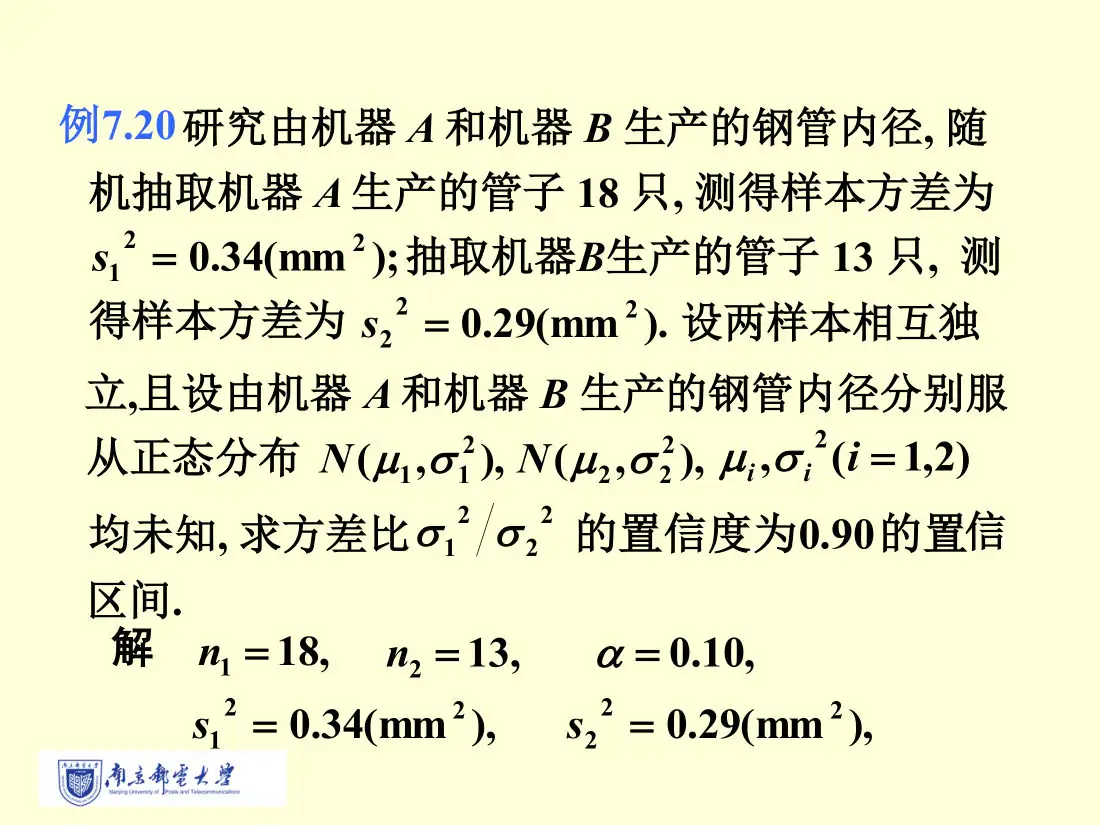 例7.20 研究由机器 A 和机器 B 生产的钢管内径, 随
机抽取机器 A 生产的管子 18 只, 测得样本方差为
s₁² = 0.34(mm²); 抽取机器B生产的管子 13 只, 测
得样本方差为 s₂² = 0.29(mm²). 设两样本相互独
立,且设由机器 A 和机器 B 生产的钢管内径分别服
从正态分布 N(μ₁,σ₁²), N(μ₂,σ₂²), μᵢ,σᵢ²(i = 1,2)
均未知, 求方差比 σ₁²/σ₂² 的置信度为0.90的置信
区间.
解 n₁ = 18, n₂ = 13, α = 0.10,
s₁² = 0.34(mm²), s₂² = 0.29(mm²),
南京邮电大学
Nanjing University of Posts and Telecommunications